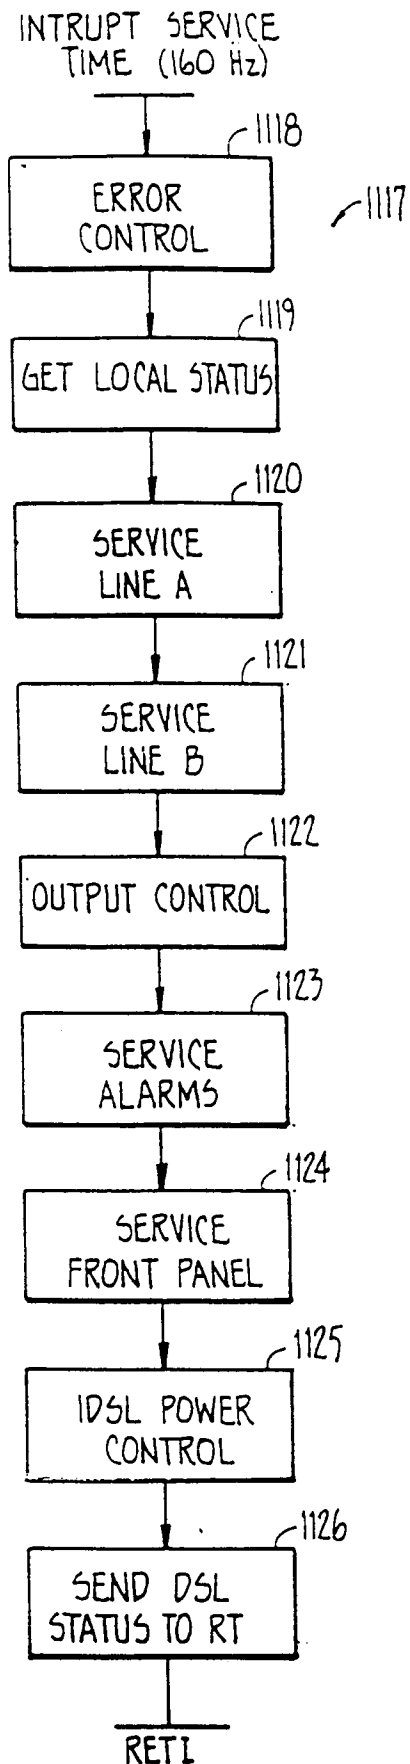 INTRUPT SERVICE
TIME (160 Hz)
1118
ERROR
CONTROL
1117
1119
GET LOCAL STATUS
1120
SERVICE
LINE A
1121
SERVICE
LINE B
1122
OUTPUT CONTROL
1123
SERVICE
ALARMS
1124
SERVICE
FRONT PANEL
1125
IDSL POWER
CONTROL
1126
SEND DSL
STATUS TO RT
RETI